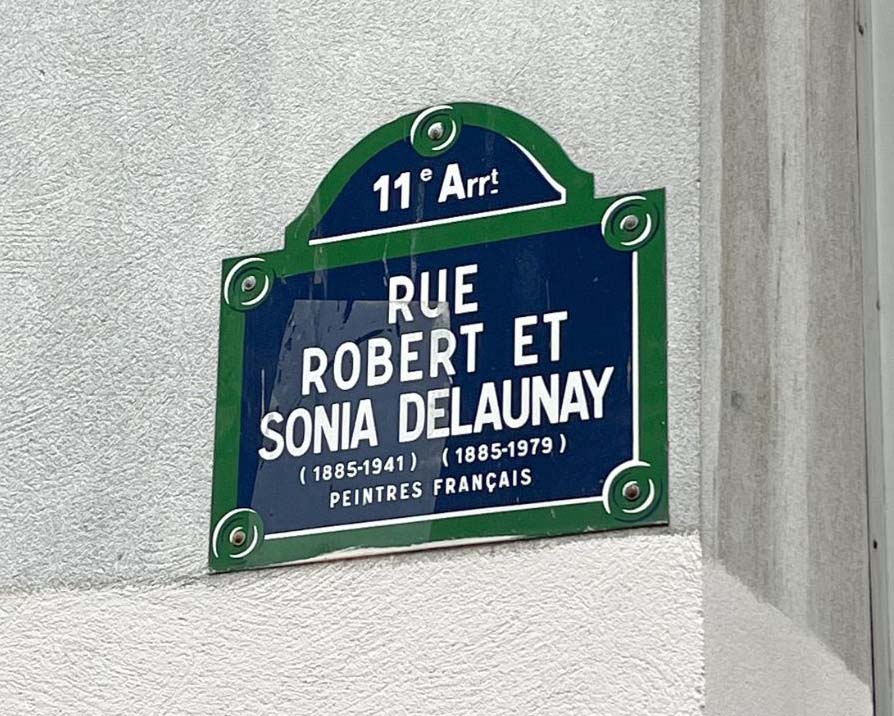 11e Arrt
RUE
ROBERT ET
SONIA DELAUNAY
(1885-1941) (1885-1979)
PEINTRES FRANÇAIS